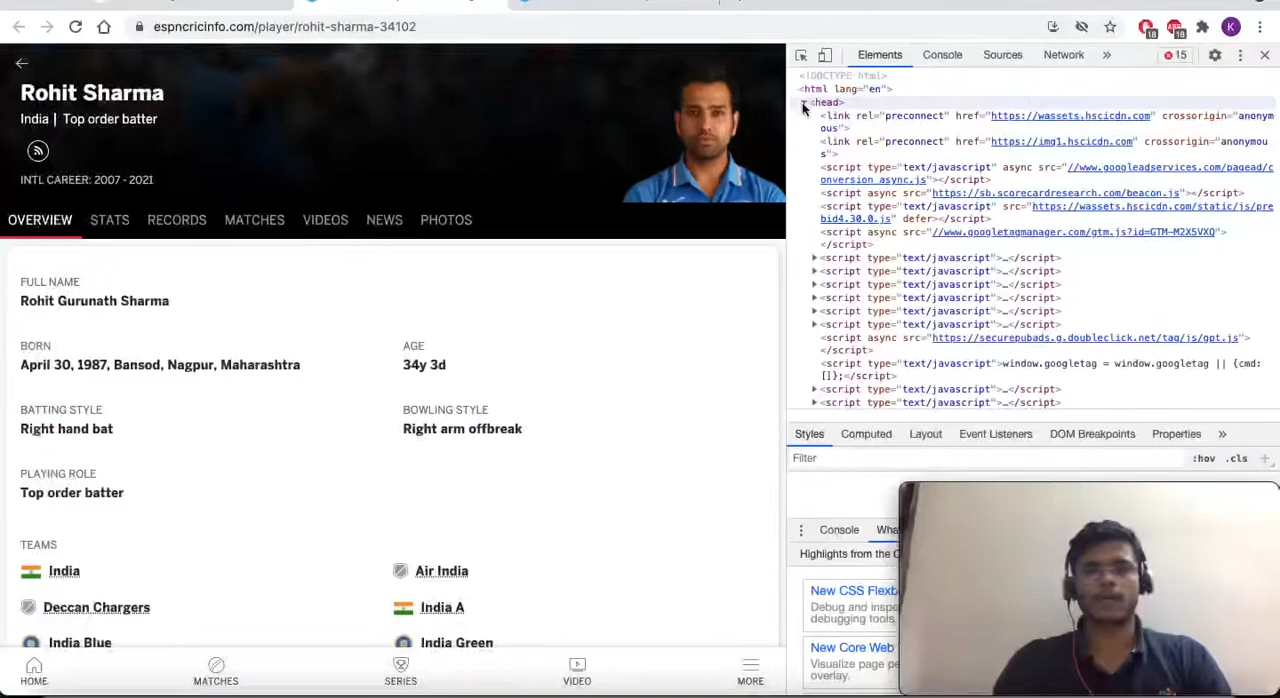 espncricinfo.com/player/rohit-sharma-34102
18
18
K
Rohit Sharma
India | Top order batter
INTL CAREER: 2007 - 2021
OVERVIEW STATS RECORDS MATCHES VIDEOS NEWS PHOTOS
FULL NAME
Rohit Gurunath Sharma
BORN
April 30, 1987, Bansod, Nagpur, Maharashtra
AGE
34y 3d
BATTING STYLE
Right hand bat
BOWLING STYLE
Right arm offbreak
PLAYING ROLE
Top order batter
TEAMS
India
Air India
Deccan Chargers
India A
India Blue
India Green
HOME MATCHES SERIES VIDEO MORE
Elements Console Sources Network » 15
<!DOCTYPE html>
<html lang="en">
<head>
<link rel="preconnect" href="https://wassets.hscicdn.com" crossorigin="anonym
ous">
<link rel="preconnect" href="https://img1.hscicdn.com" crossorigin="anonymou
s">
<script type="text/javascript" async src="//www.googleadservices.com/pagead/c
onversion_async.js"></script>
<script async src="https://sb.scorecardresearch.com/beacon.js"></script>
<script type="text/javascript" src="https://wassets.hscicdn.com/static/js/pre
bid4.30.0.js" defer></script>
<script async src="//www.googletagmanager.com/gtm.js?id=GTM-M2X5VXQ">
</script>
<script type="text/javascript">…</script>
<script type="text/javascript">…</script>
<script type="text/javascript">…</script>
<script type="text/javascript">…</script>
<script type="text/javascript">…</script>
<script type="text/javascript">…</script>
<script async src="https://securepubads.g.doubleclick.net/tag/js/gpt.js">
</script>
<script type="text/javascript">window.googletag = window.googletag || {cmd:
[]};</script>
<script type="text/javascript">…</script>
<script type="text/javascript">…</script>
Styles Computed Layout Event Listeners DOM Breakpoints Properties »
Filter :hov .cls +
Console Wha
Highlights from the C
New CSS Flexb
Debug and inspe
debugging tools.
New Core Web
Visualize page pe
overlay.